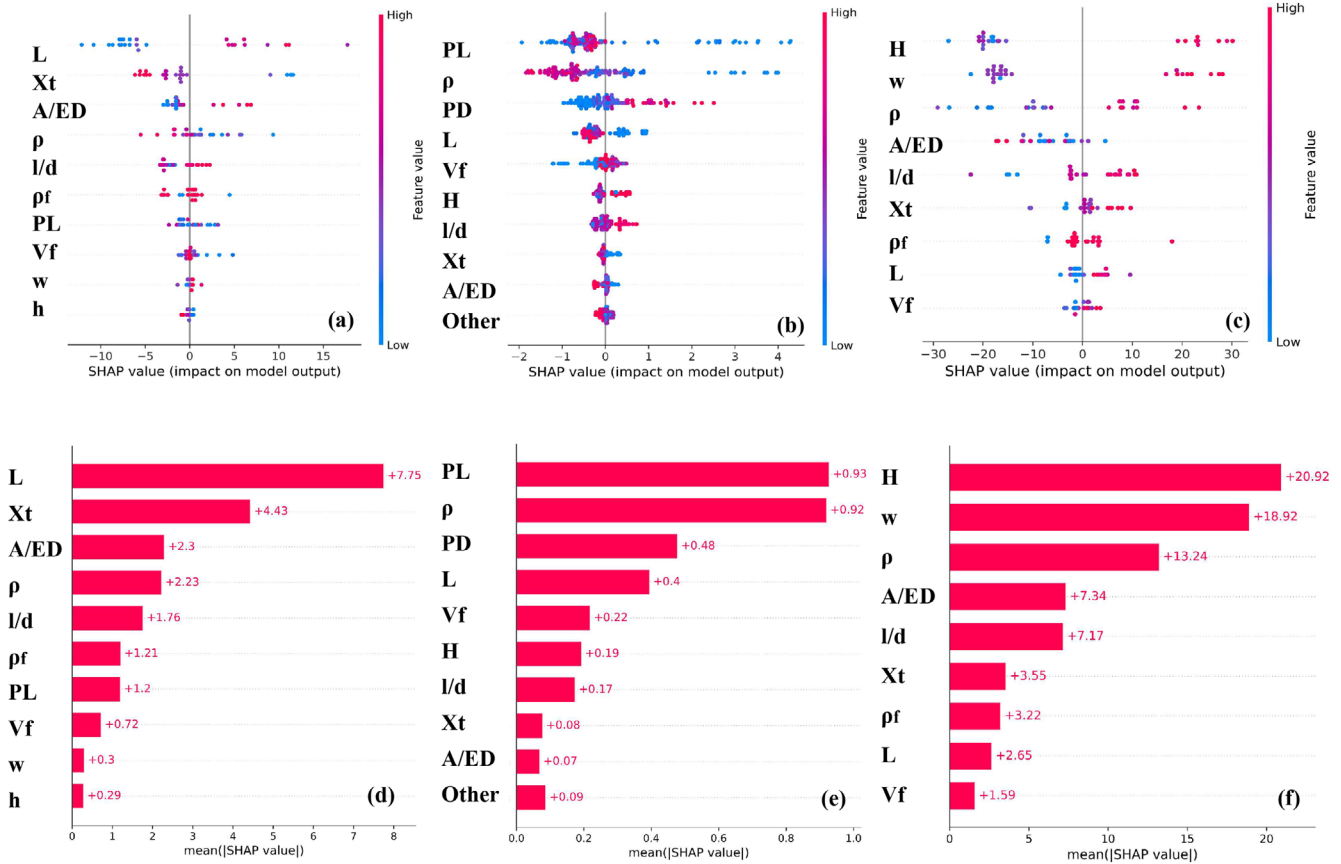 High
L
Xt
A/ED
ρ
l/d
ρf
PL
Vf
w
h
Feature value
(a)
Low
−10 −5 0 5 10 15
SHAP value (impact on model output)
High
PL
ρ
PD
L
Vf
H
l/d
Xt
A/ED
Other
Feature value
(b)
Low
−2 −1 0 1 2 3 4
SHAP value (impact on model output)
High
H
w
ρ
A/ED
l/d
Xt
ρf
L
Vf
Feature value
(c)
Low
−30 −20 −10 0 10 20 30
SHAP value (impact on model output)
L +7.75
Xt +4.43
A/ED +2.3
ρ +2.23
l/d +1.76
ρf +1.21
PL +1.2
Vf +0.72
w +0.3
h +0.29
(d)
0 1 2 3 4 5 6 7 8
mean(|SHAP value|)
PL +0.93
ρ +0.92
PD +0.48
L +0.4
Vf +0.22
H +0.19
l/d +0.17
Xt +0.08
A/ED +0.07
Other +0.09
(e)
0.0 0.2 0.4 0.6 0.8 1.0
mean(|SHAP value|)
H +20.92
w +18.92
ρ +13.24
A/ED +7.34
l/d +7.17
Xt +3.55
ρf +3.22
L +2.65
Vf +1.59
(f)
0 5 10 15 20
mean(|SHAP value|)